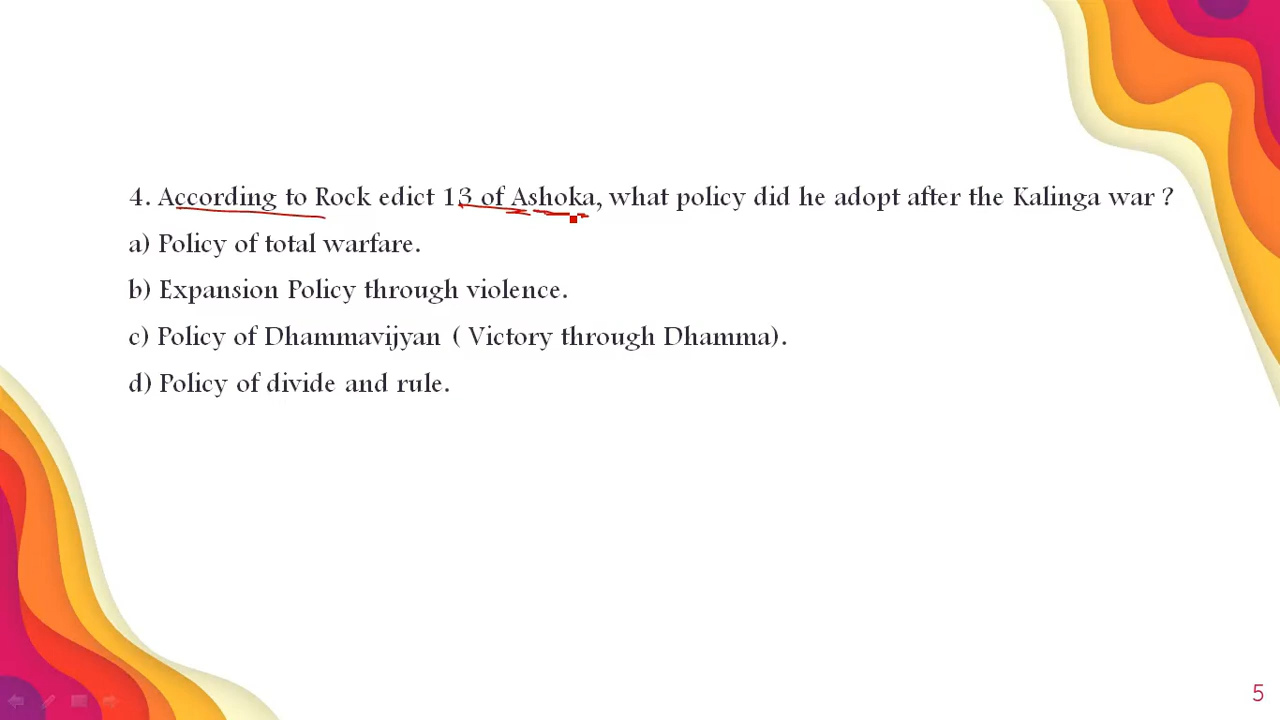 4. According to Rock edict 13 of Ashoka, what policy did he adopt after the Kalinga war ?
a) Policy of total warfare.
b) Expansion Policy through violence.
c) Policy of Dhammavijyan ( Victory through Dhamma).
d) Policy of divide and rule.
5